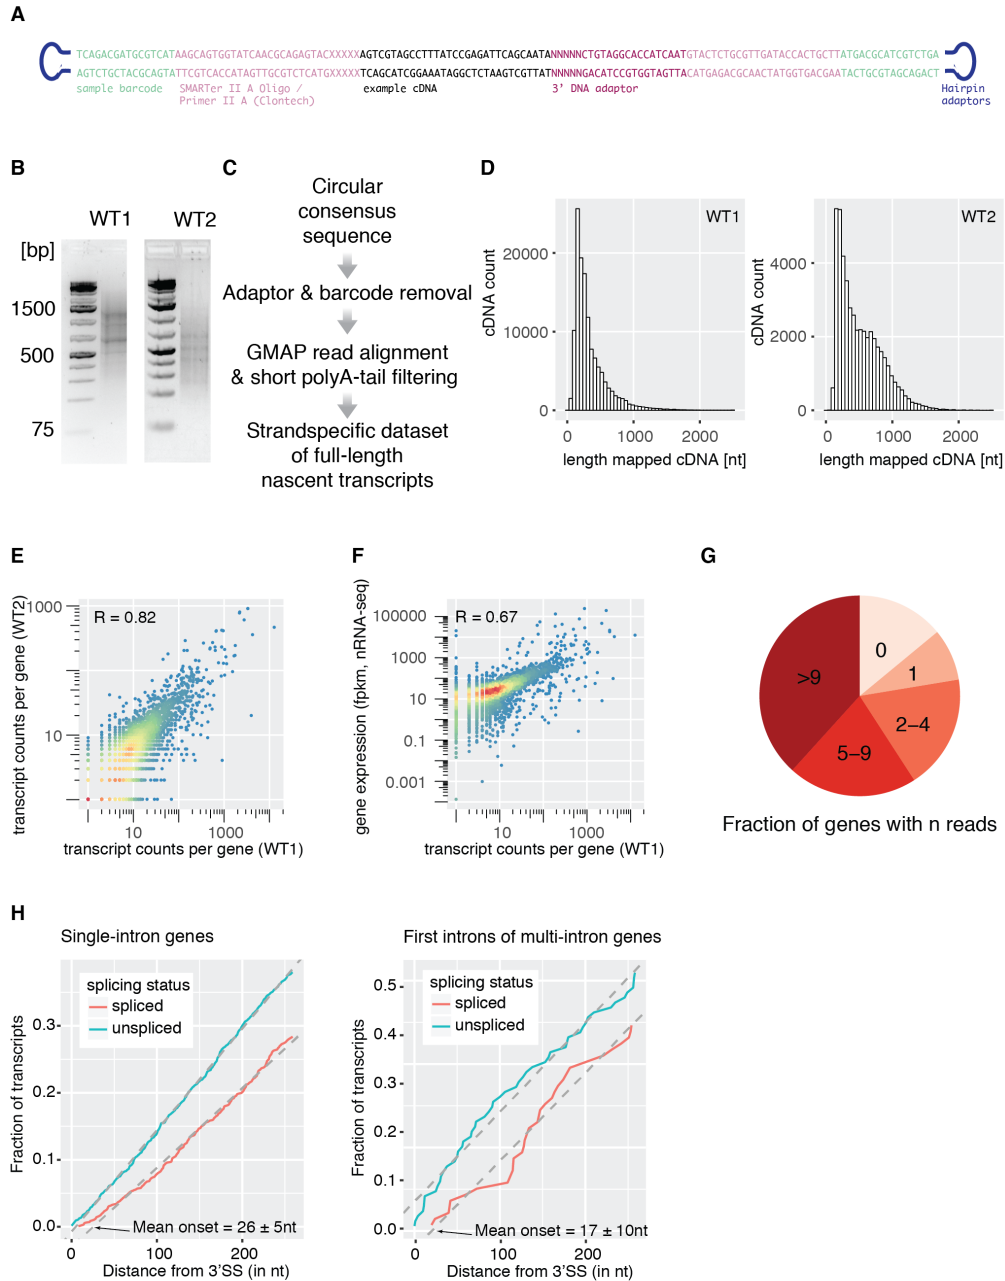 A
TCAGACGATGCGTCATAAGCAGTGGTATCAACGCAGAGTACXXXXXAGTCGTAGCCTTTATCCGAGATTCAGCAATANNNNNCTGTAGGCACCATCAATGTACTCTGCGTTGATACCACTGCTTATGACGCATCGTCTGA
AGTCTGCTACGCAGTATTCGTCACCATAGTTGCGTCTCATGXXXXXTCAGCATCGGAAATAGGCTCTAAGTCGTTATNNNNNGACATCCGTGGTAGTTACATGAGACGCAACTATGGTGACGAATACTGCGTAGCAGACT
sample barcode
SMARTer II A Oligo /
Primer II A (Clontech)
example cDNA
3' DNA adaptor
Hairpin
adaptors
B
WT1
WT2
[bp]
1500
500
75
C
Circular
consensus
sequence
Adaptor & barcode removal
GMAP read alignment
& short polyA-tail filtering
Strandspecific dataset
of full-length
nascent transcripts
D
WT1
cDNA count
20000
10000
0
0 1000 2000
length mapped cDNA [nt]
WT2
cDNA count
4000
2000
0
0 1000 2000
length mapped cDNA [nt]
E
R = 0.82
transcript counts per gene (WT2)
1000
10
10 1000
transcript counts per gene (WT1)
F
R = 0.67
gene expression (fpkm, nRNA-seq)
100000
1000
10
0.1
0.001
10 1000
transcript counts per gene (WT1)
G
0
1
2–4
5–9
>9
Fraction of genes with n reads
H
Single-intron genes
splicing status
spliced
unspliced
Fraction of transcripts
0.3
0.2
0.1
0.0
Mean onset = 26 ± 5nt
0 100 200
Distance from 3'SS (in nt)
First introns of multi-intron genes
splicing status
spliced
unspliced
Fraction of transcripts
0.5
0.4
0.3
0.2
0.1
0.0
Mean onset = 17 ± 10nt
0 100 200
Distance from 3'SS (in nt)